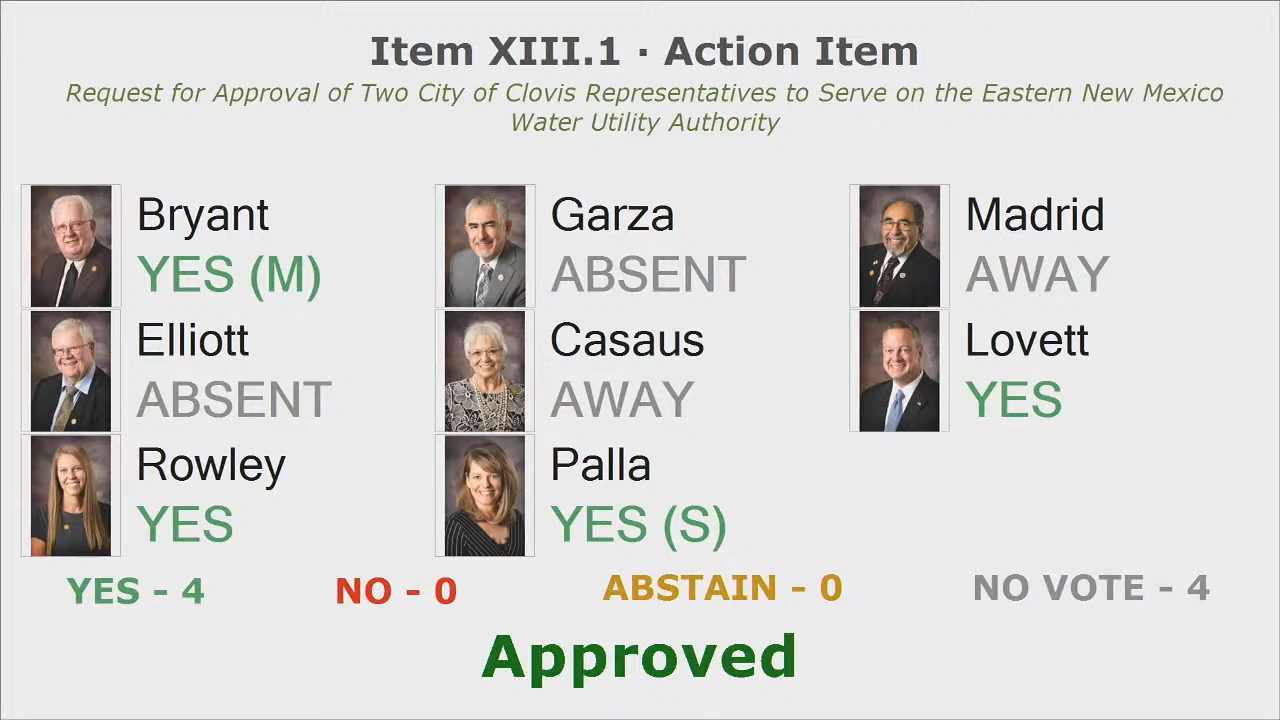 Item XIII.1 · Action Item
Request for Approval of Two City of Clovis Representatives to Serve on the Eastern New Mexico
Water Utility Authority
Bryant
YES (M)
Garza
ABSENT
Madrid
AWAY
Elliott
ABSENT
Casaus
AWAY
Lovett
YES
Rowley
YES
Palla
YES (S)
YES - 4
NO - 0
ABSTAIN - 0
NO VOTE - 4
Approved